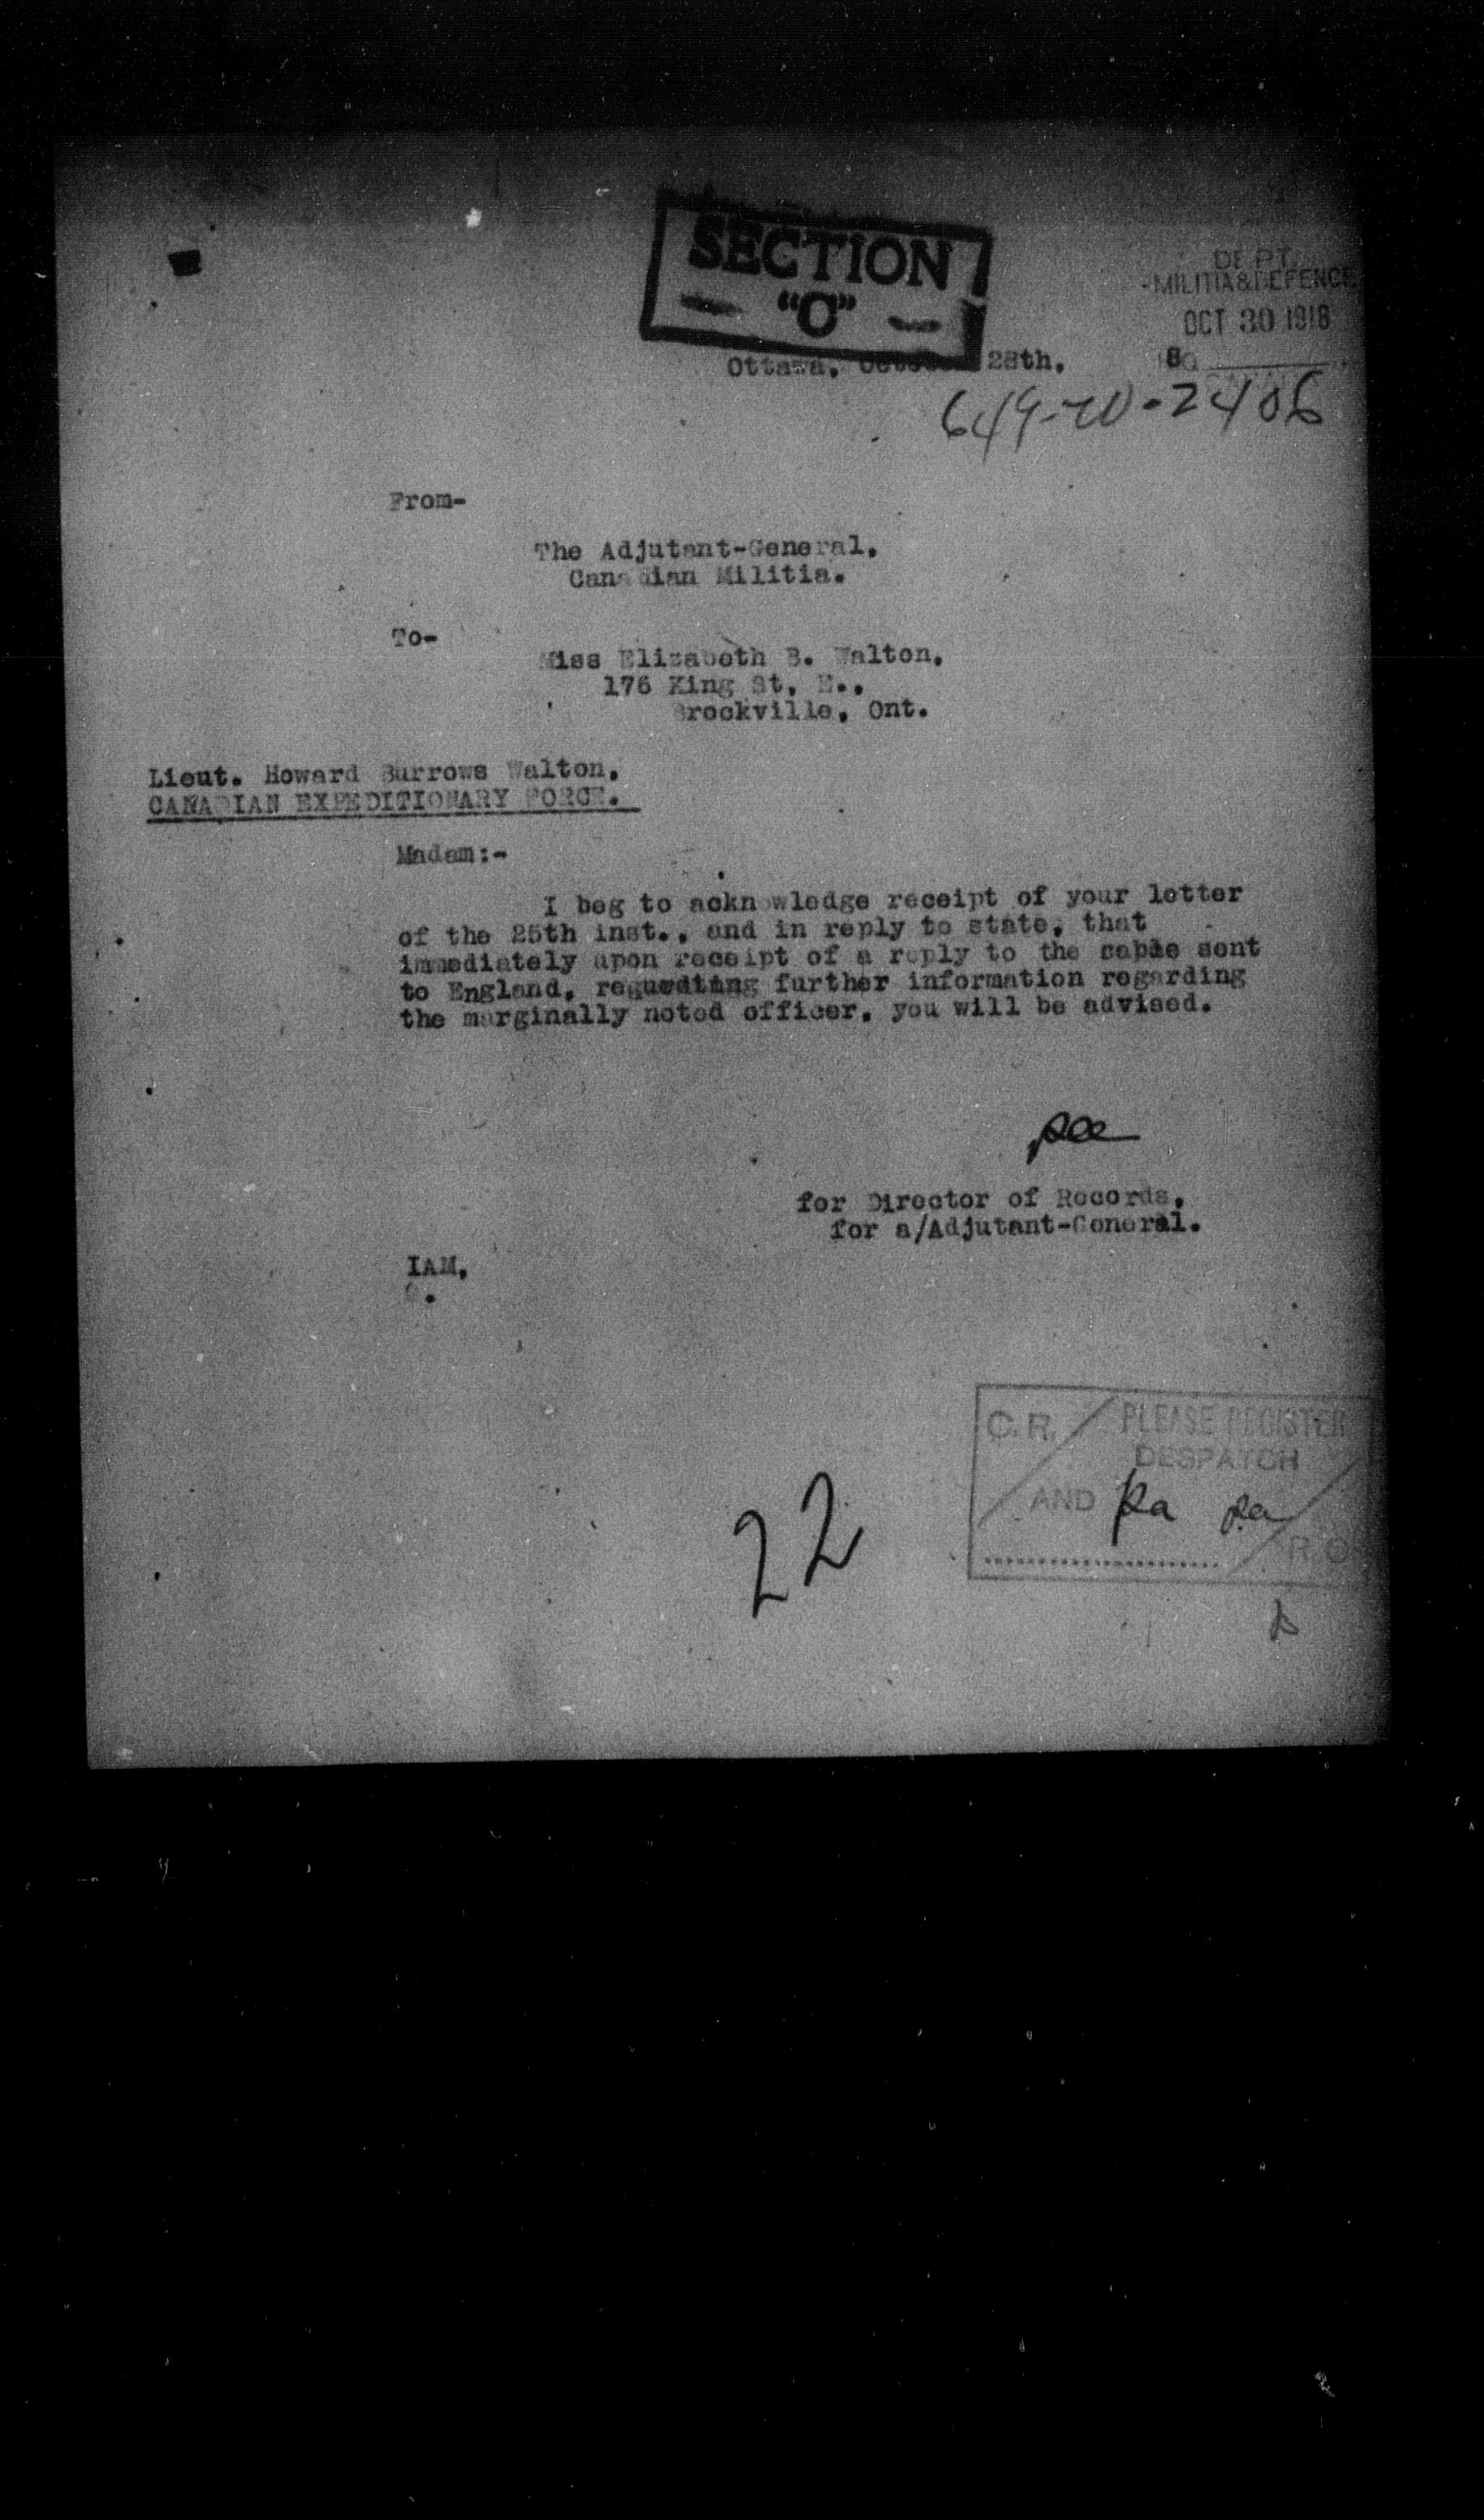 SECTION
"O"
DEPT.
MILITIA & DEFENCE
OCT 30 1918
Ottawa, October 28th, 8
649-W-2406
From-
The Adjutant-General,
Canadian Militia.
To-
Miss Elizabeth B. Walton,
176 King St, E.,
Brockville, Ont.
Lieut. Howard Burrows Walton,
CANADIAN EXPEDITIONARY FORCE.
Madam:-
I beg to acknowledge receipt of your letter
of the 25th inst., and in reply to state, that
immediately upon receipt of a reply to the cable sent
to England, requedting further information regarding
the marginally noted officer, you will be advised.
for Director of Records,
for a/Adjutant-General.
IAM,
C.R. PLEASE REGISTER
DESPATCH
AND
R.O
22